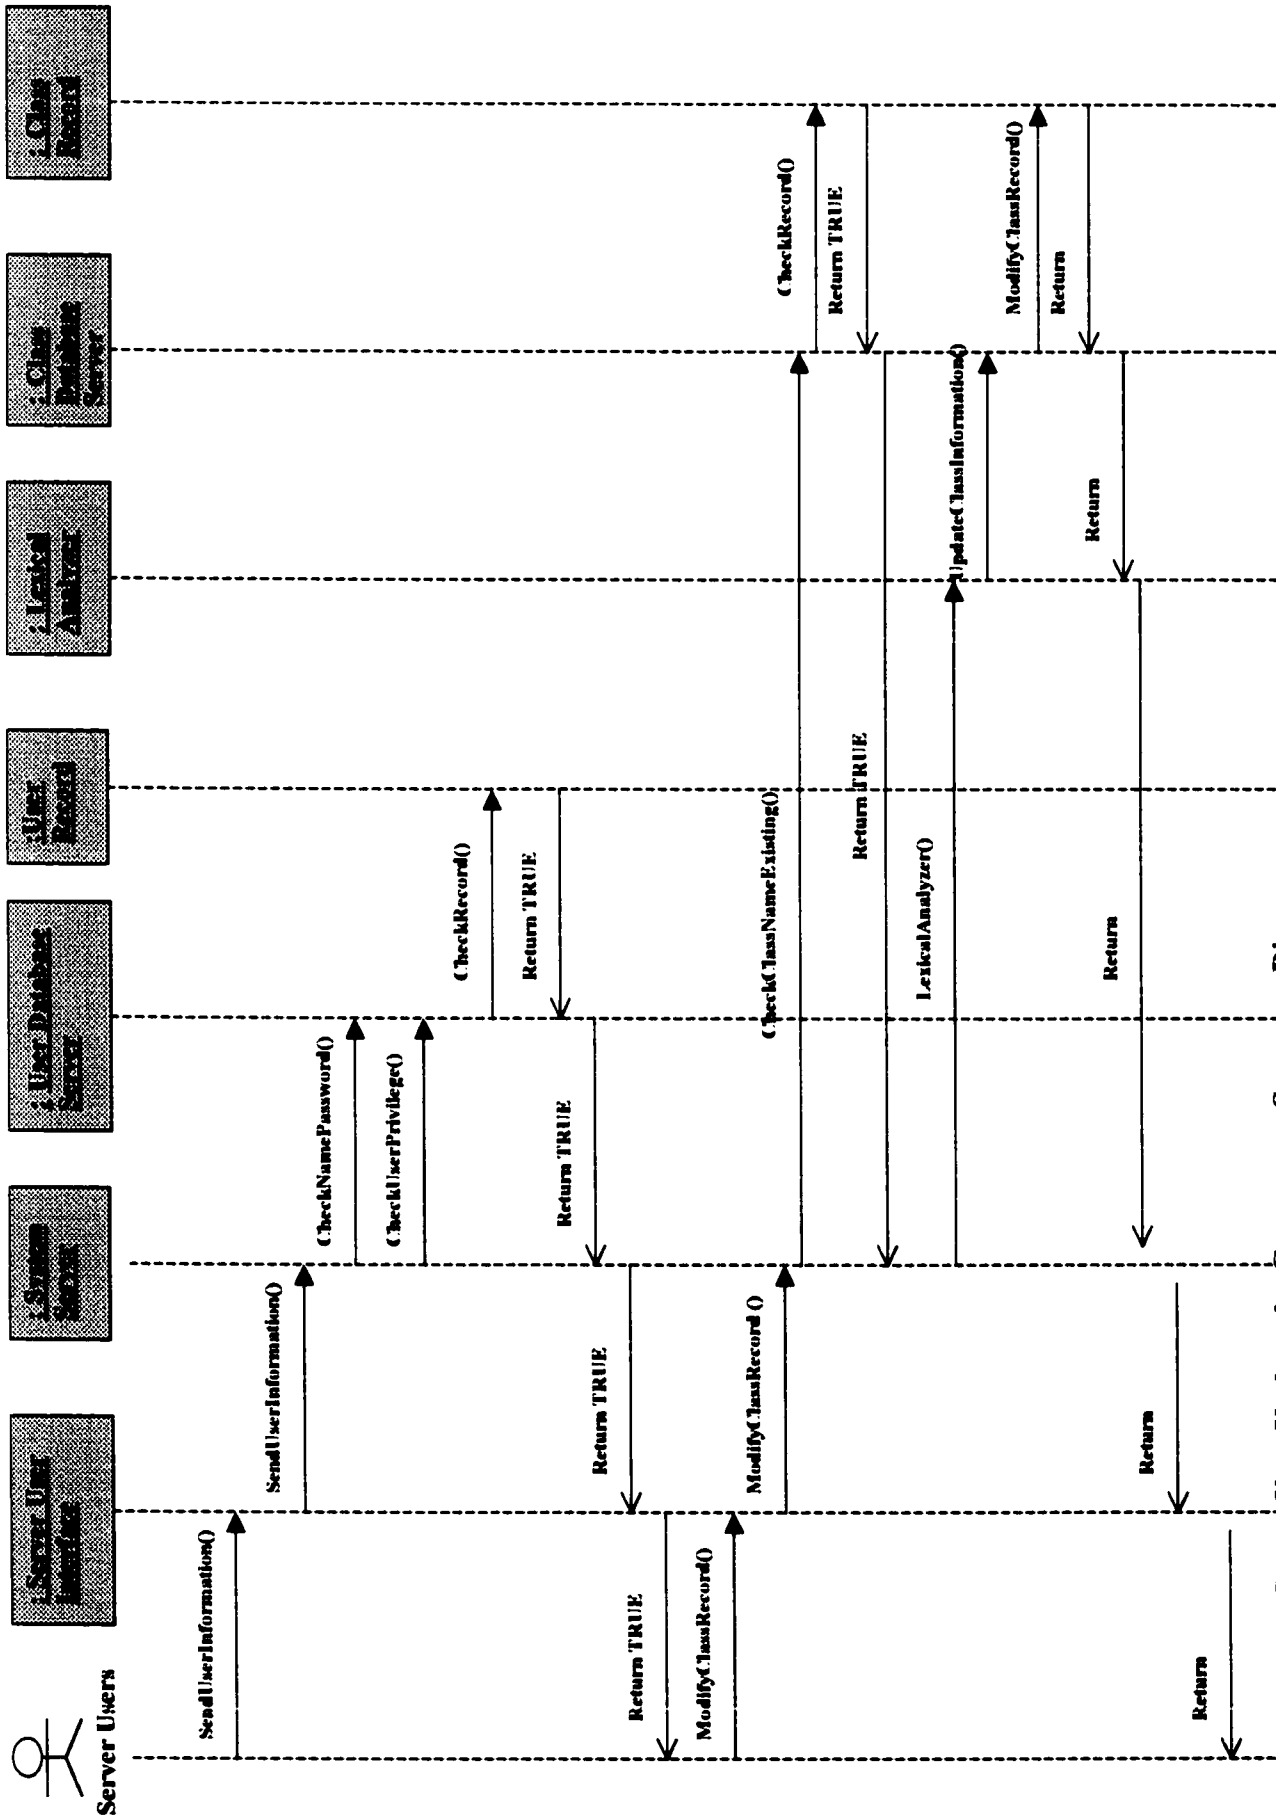 Server Users
: Server User
Interface
: System
Server
: User Database
Server
:User
Record
: Lexical
Analyzer
: Class
Database
Server
: Class
Record
SendUserInformation()
SendUserInformation()
CheckNamePassword()
CheckUserPrivilege()
CheckRecord()
Return TRUE
Return TRUE
Return TRUE
Return TRUE
ModifyClassRecord()
ModifyClassRecord ()
CheckClassNameExisting()
CheckRecord()
Return TRUE
Return TRUE
LexicalAnalyzer()
UpdateClassInformation()
ModifyClassRecord()
Return
Return
Return
Return
Return